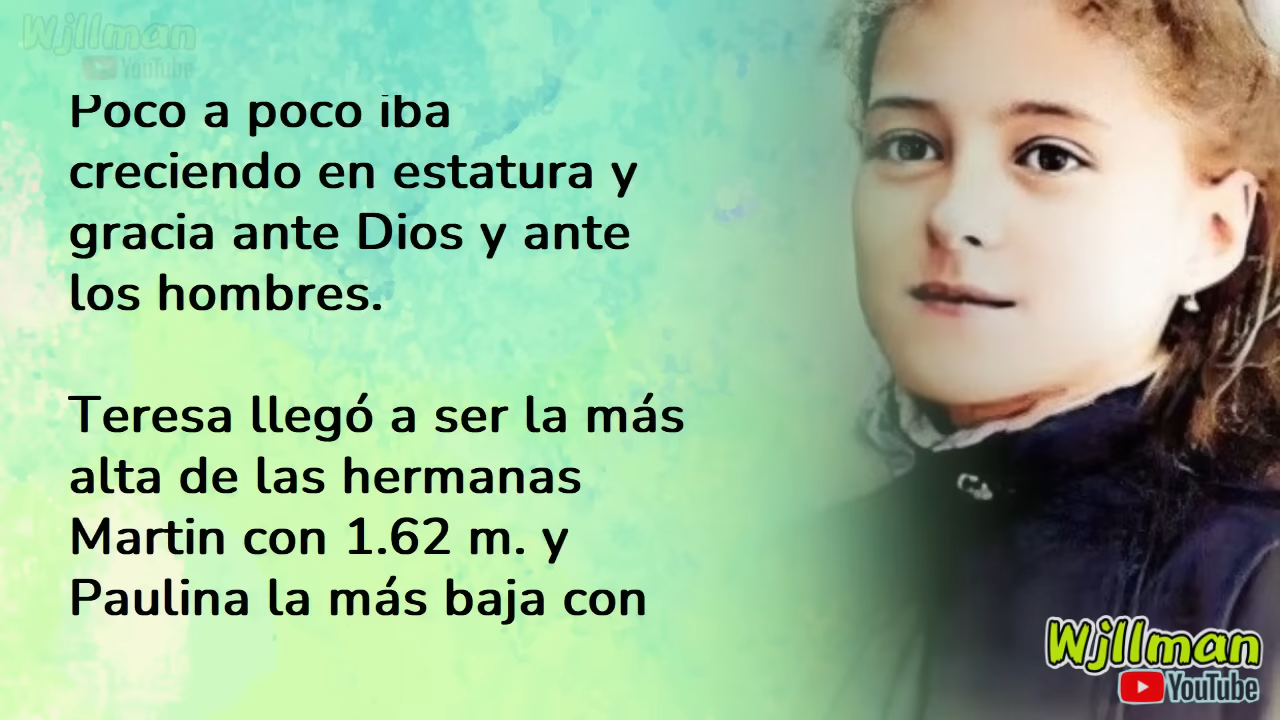 Wjllman
YouTube
Poco a poco iba
creciendo en estatura y
gracia ante Dios y ante
los hombres.
Teresa llegó a ser la más
alta de las hermanas
Martin con 1.62 m. y
Paulina la más baja con
Wjllman
YouTube